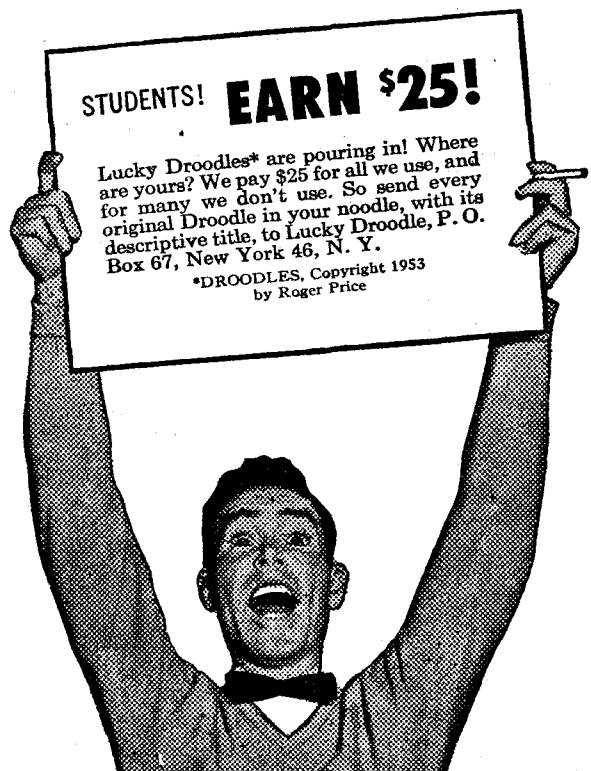 STUDENTS! EARN $25!
Lucky Droodles* are pouring in! Where
are yours? We pay $25 for all we use, and
for many we don't use. So send every
original Droodle in your noodle, with its
descriptive title, to Lucky Droodle, P. O.
Box 67, New York 46, N. Y.
*DROODLES, Copyright 1953
by Roger Price